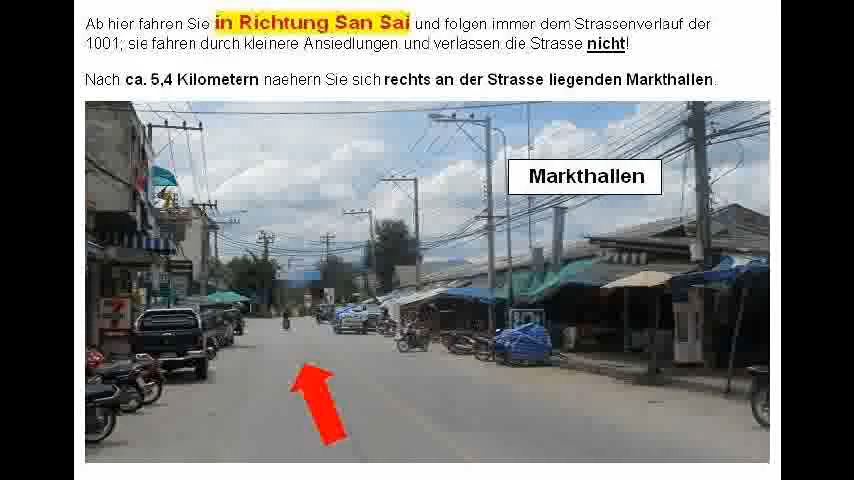 Ab hier fahren Sie in Richtung San Sai und folgen immer dem Strassenverlauf der
1001; sie fahren durch kleinere Ansiedlungen und verlassen die Strasse nicht!
Nach ca. 5,4 Kilometern naehern Sie sich rechts an der Strasse liegenden Markthallen.
Markthallen